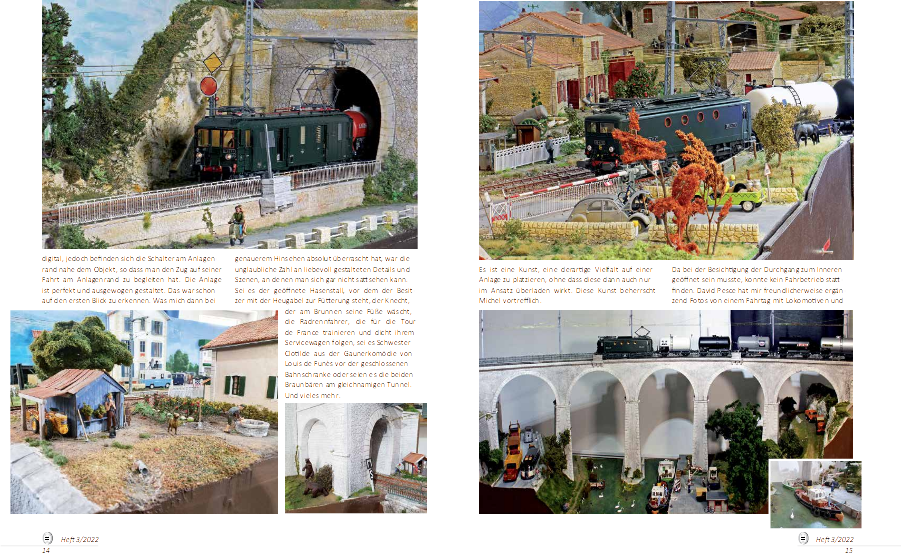 digital, jedoch befinden sich die Schalter am Anlagen
rand nahe dem Objekt, so dass man den Zug auf seiner
Fahrt am Anlagenrand zu begleiten hat. Die Anlage
ist perfekt und ausgewogen gestaltet. Das war schon
auf den ersten Blick zu erkennen. Was mich dann bei
genauerem Hinsehen absolut überrascht hat, war die
unglaubliche Zahl an liebevoll gestalteten Details und
Szenen, an denen man sich gar nicht satt sehen kann.
Sei es der geöffnete Hasenstall, vor dem der Besit
zer mit der Heugabel zur Fütterung steht, der Knecht,
der am Brunnen seine Füße wäscht,
die Radrennfahrer, die für die Tour
de France trainieren und dicht ihrem
Servicewagen folgen, sei es Schwester
Clotilde aus der Gaunerkomödie von
Louis de Funes vor der geschlossenen
Bahnschranke oder seien es die beiden
Braunbären am gleichnamigen Tunnel.
Und vieles mehr.
Heft 3/2022
14
Es ist eine Kunst, eine derartige Vielfalt auf einer
Anlage zu platzieren, ohne dass diese dann auch nur
im Ansatz überladen wirkt. Diese Kunst beherrscht
Michel vortrefflich.
Da bei der Besichtigung der Durchgang zum Inneren
geöffnet sein musste, konnte kein Fahrbetrieb statt
finden. David Piesce hat mir freundlicherweise ergän
zend Fotos von einem Fahrtag mit Lokomotiven und
Heft 3/2022